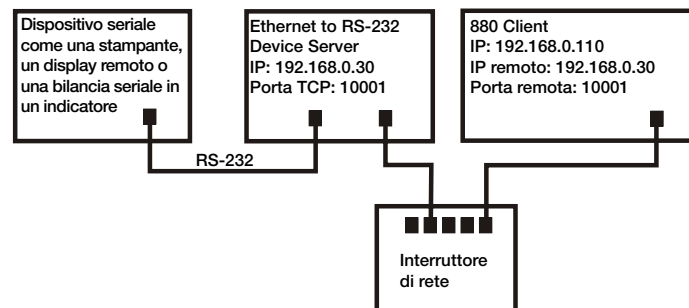 Dispositivo seriale
come una stampante,
un display remoto o
una bilancia seriale in
un indicatore
Ethernet to RS-232
Device Server
IP: 192.168.0.30
Porta TCP: 10001
880 Client
IP: 192.168.0.110
IP remoto: 192.168.0.30
Porta remota: 10001
RS-232
Interruttore
di rete